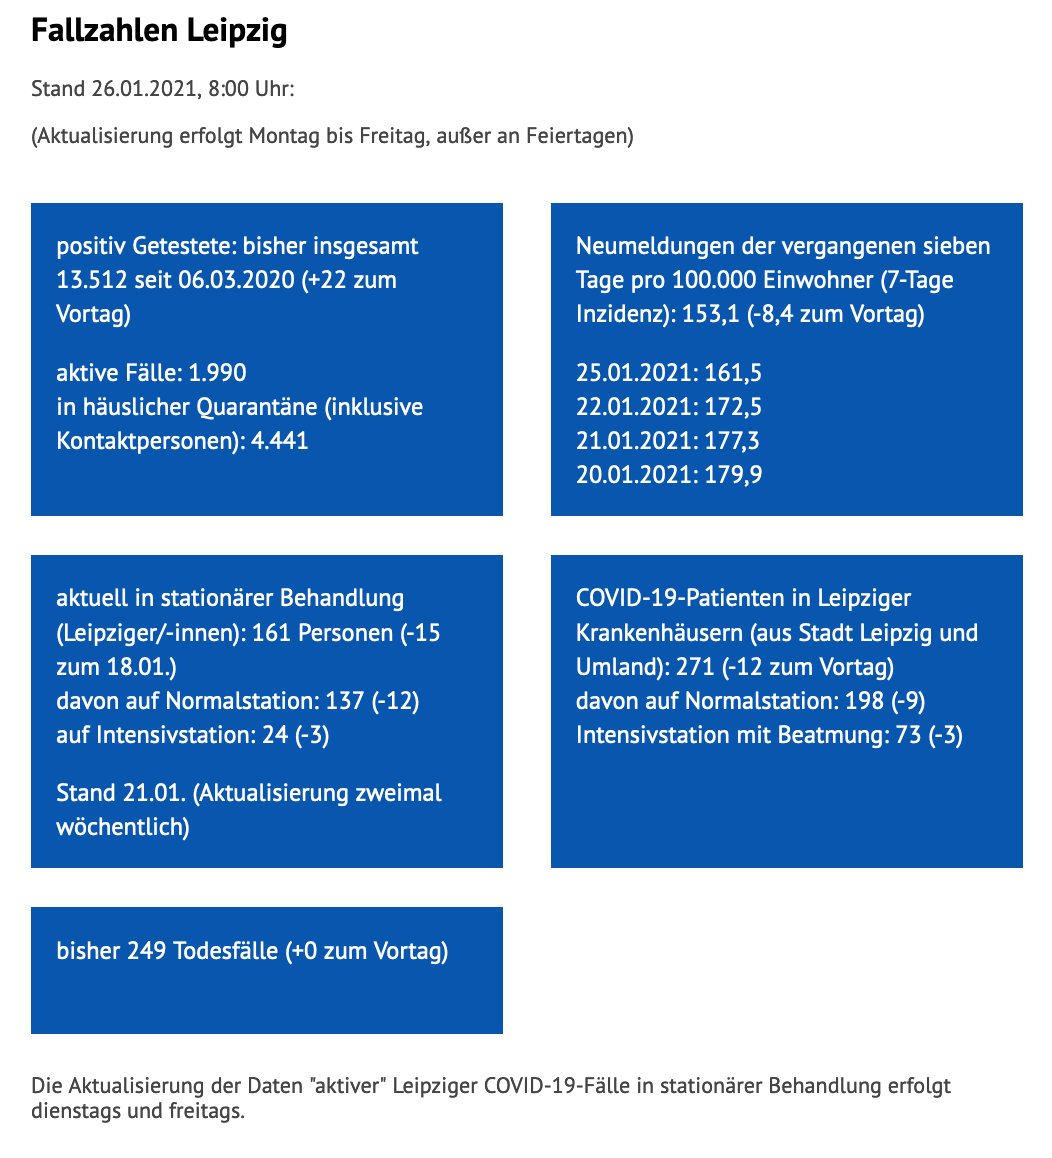 Fallzahlen Leipzig
Stand 26.01.2021, 8:00 Uhr:
(Aktualisierung erfolgt Montag bis Freitag, außer an Feiertagen)
positiv Getestete: bisher insgesamt
13.512 seit 06.03.2020 (+22 zum
Vortag)
aktive Fälle: 1.990
in häuslicher Quarantäne (inklusive
Kontaktpersonen): 4.441
Neumeldungen der vergangenen sieben
Tage pro 100.000 Einwohner (7-Tage
Inzidenz): 153,1 (-8,4 zum Vortag)
25.01.2021: 161,5
22.01.2021: 172,5
21.01.2021: 177,3
20.01.2021: 179,9
aktuell in stationärer Behandlung
(Leipziger/-innen): 161 Personen (-15
zum 18.01.)
davon auf Normalstation: 137 (-12)
auf Intensivstation: 24 (-3)
Stand 21.01. (Aktualisierung zweimal
wöchentlich)
COVID-19-Patienten in Leipziger
Krankenhäusern (aus Stadt Leipzig und
Umland): 271 (-12 zum Vortag)
davon auf Normalstation: 198 (-9)
Intensivstation mit Beatmung: 73 (-3)
bisher 249 Todesfälle (+0 zum Vortag)
Die Aktualisierung der Daten "aktiver" Leipziger COVID-19-Fälle in stationärer Behandlung erfolgt
dienstags und freitags.